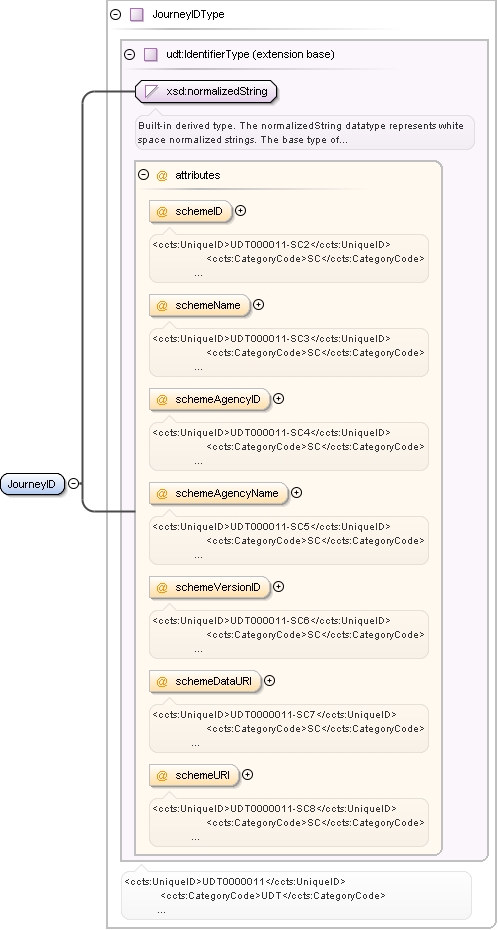 JourneyIDType
udt:IdentifierType (extension base)
xsd:normalizedString
Built-in derived type. The normalizedString datatype represents white
space normalized strings. The base type of...
@ attributes
@ schemeID
<ccts:UniqueID>UDT000011-SC2</ccts:UniqueID>
<ccts:CategoryCode>SC</ccts:CategoryCode>
...
@ schemeName
<ccts:UniqueID>UDT000011-SC3</ccts:UniqueID>
<ccts:CategoryCode>SC</ccts:CategoryCode>
...
@ schemeAgencyID
<ccts:UniqueID>UDT000011-SC4</ccts:UniqueID>
<ccts:CategoryCode>SC</ccts:CategoryCode>
...
JourneyID
@ schemeAgencyName
<ccts:UniqueID>UDT000011-SC5</ccts:UniqueID>
<ccts:CategoryCode>SC</ccts:CategoryCode>
...
@ schemeVersionID
<ccts:UniqueID>UDT000011-SC6</ccts:UniqueID>
<ccts:CategoryCode>SC</ccts:CategoryCode>
...
@ schemeDataURI
<ccts:UniqueID>UDT0000011-SC7</ccts:UniqueID>
<ccts:CategoryCode>SC</ccts:CategoryCode>
...
@ schemeURI
<ccts:UniqueID>UDT0000011-SC8</ccts:UniqueID>
<ccts:CategoryCode>SC</ccts:CategoryCode>
...
<ccts:UniqueID>UDT0000011</ccts:UniqueID>
<ccts:CategoryCode>UDT</ccts:CategoryCode>
...